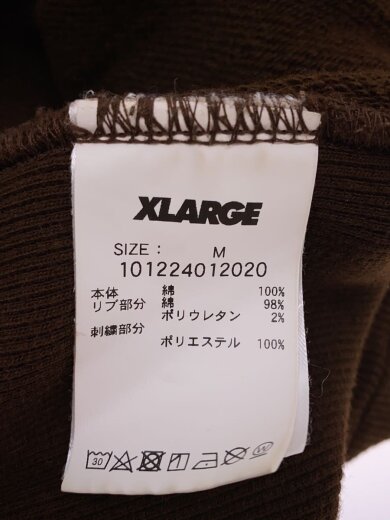 XLARGE
SIZE : M
101224012020
本体 綿 100%
リブ部分 綿 98%
ポリウレタン 2%
刺繍部分
ポリエステル 100%
30
W